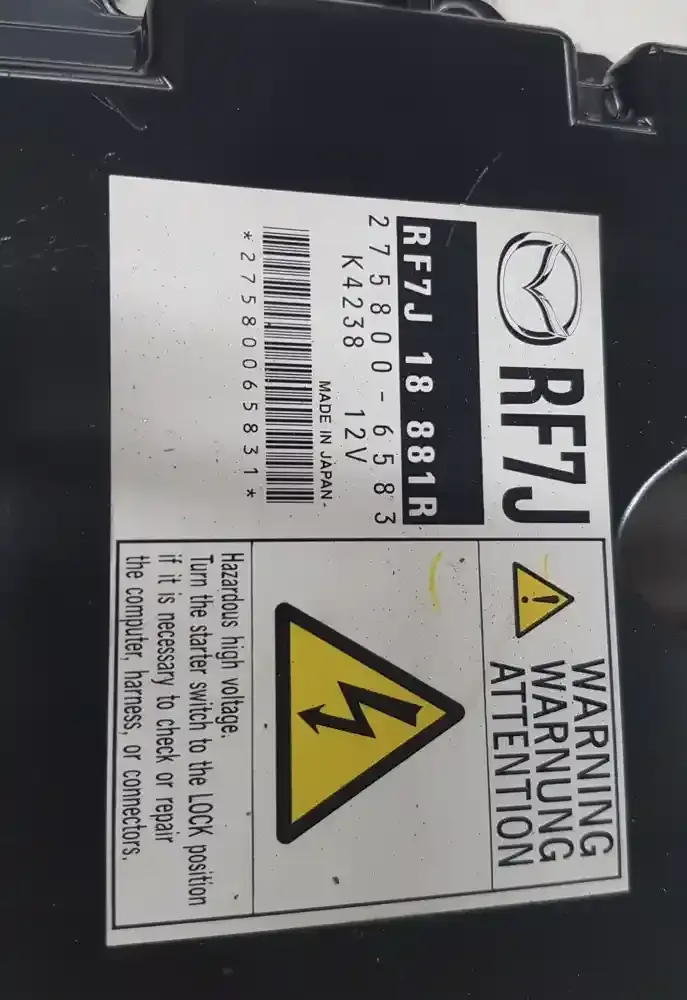 RF7J
RF7J 18 881R
275800-6583
K4238 12V
MADE IN JAPAN-
*27580065831*
WARNING
WARNUNG
ATTENTION
Hazardous high voltage.
Turn the starter switch to the LOCK position
if it is necessary to check or repair
the computer, harness, or connectors.